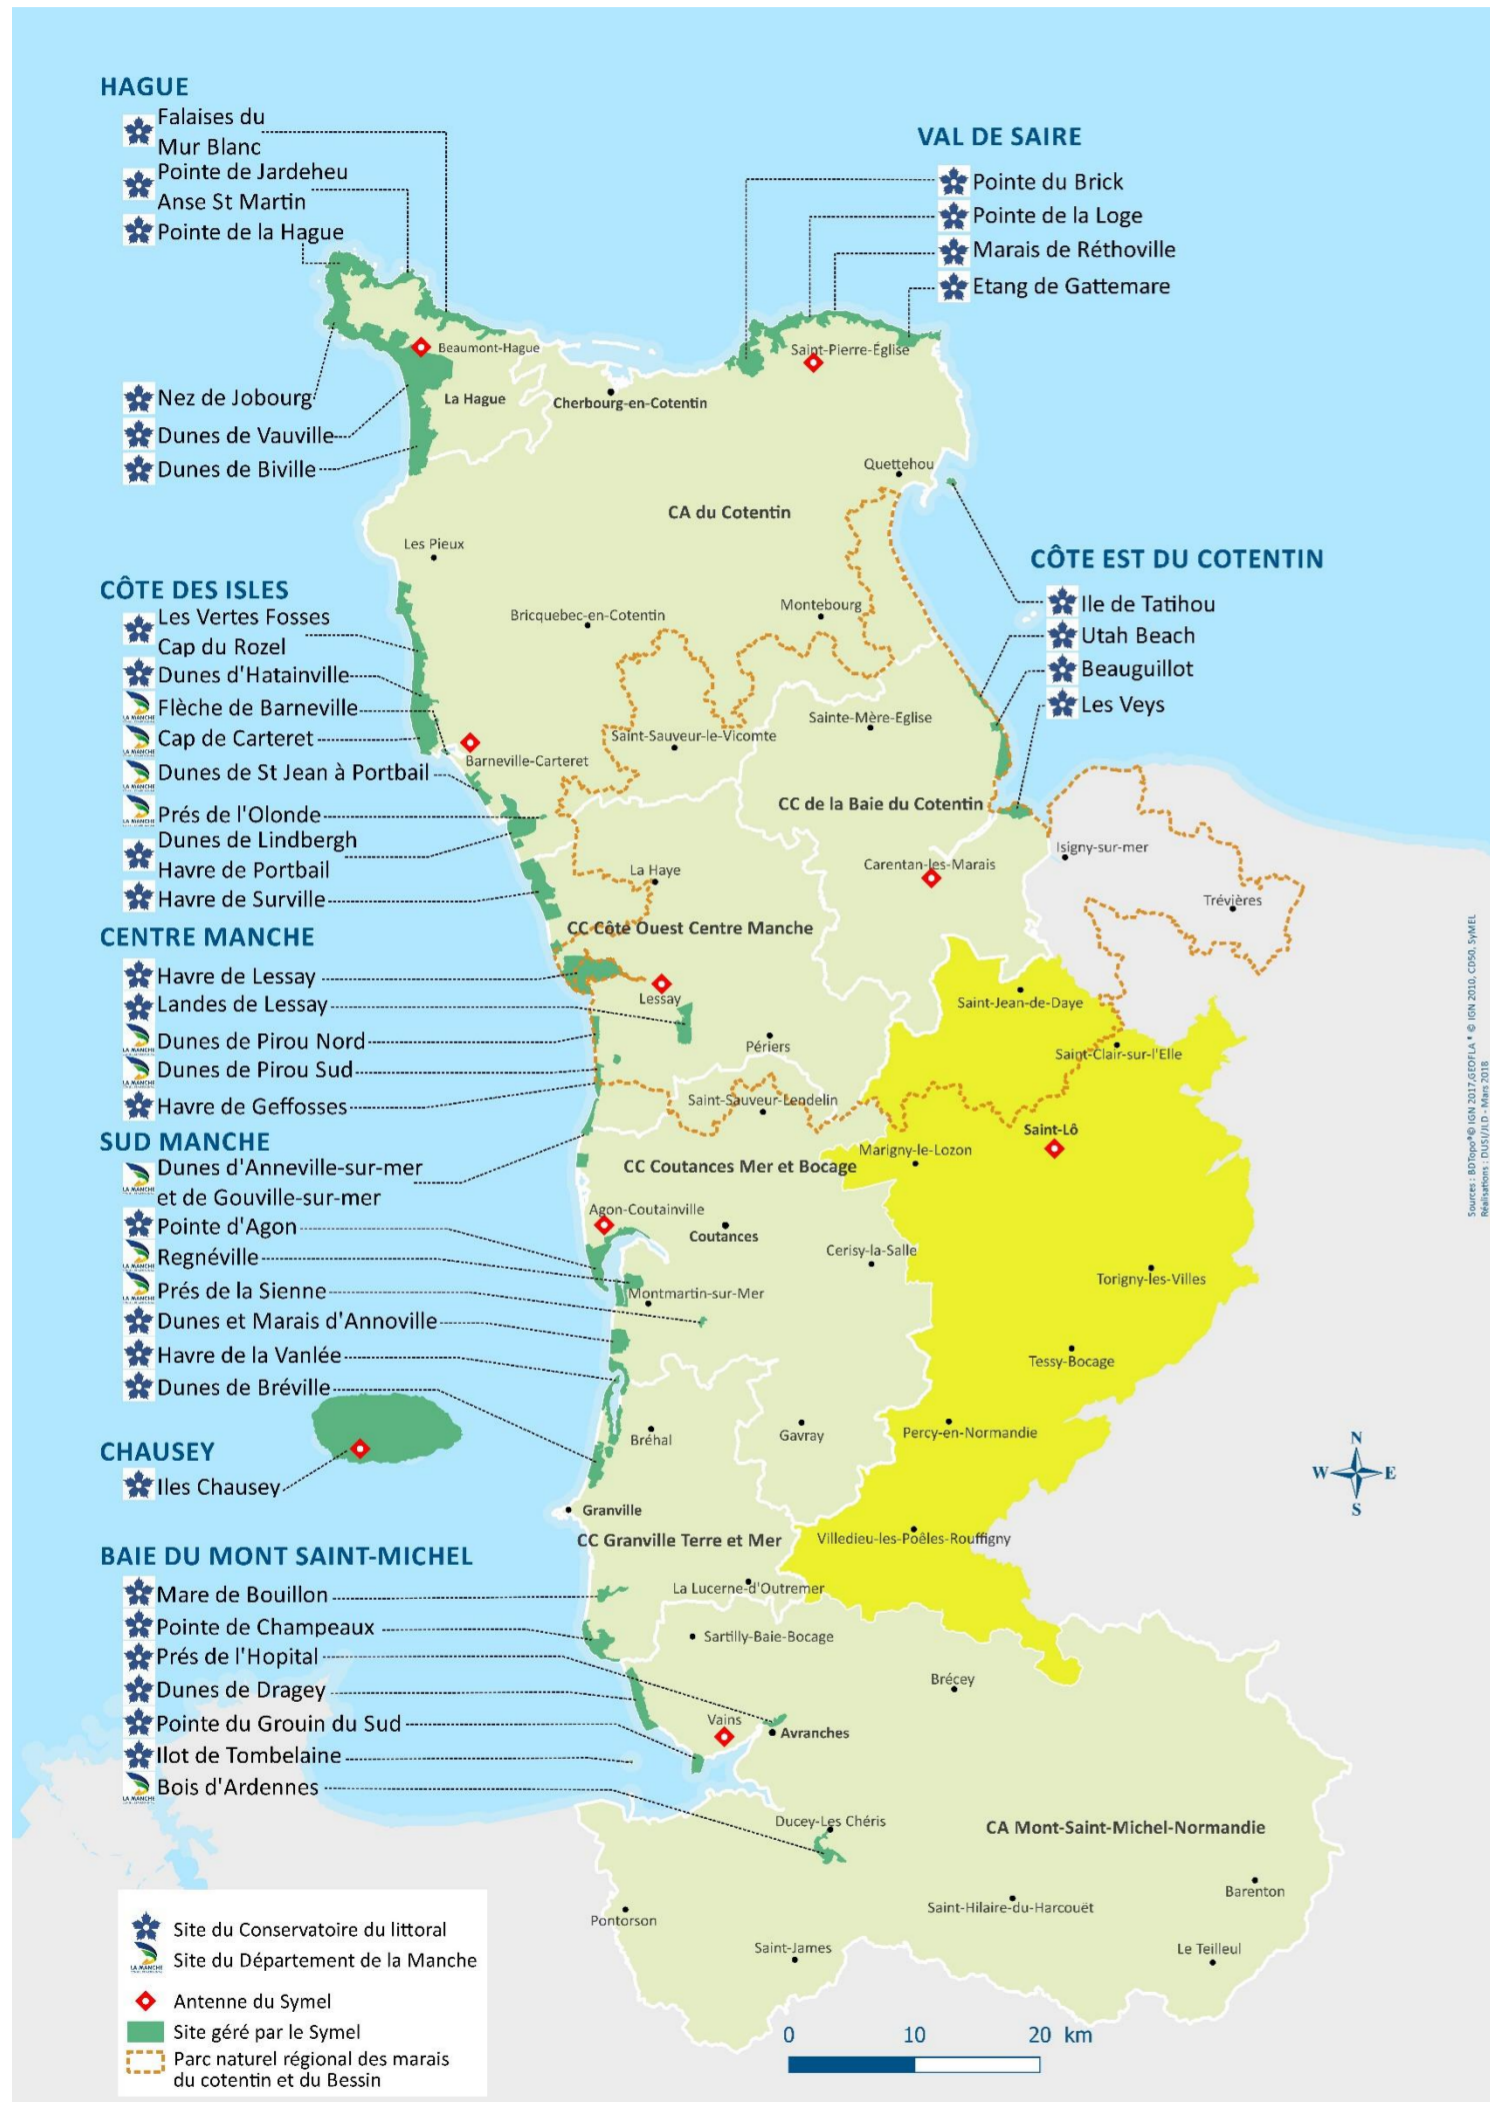 HAGUE
Falaises du
Mur Blanc
Pointe de Jardeheu
Anse St Martin
Pointe de la Hague
Nez de Jobourg
Dunes de Vauville
Dunes de Biville
VAL DE SAIRE
Pointe du Brick
Pointe de la Loge
Marais de Réthoville
Etang de Gattemare
CÔTE EST DU COTENTIN
Ile de Tatihou
Utah Beach
Beauguillot
Les Veys
CÔTE DES ISLES
Les Vertes Fosses
Cap du Rozel
Dunes d'Hatainville
Flèche de Barneville
Cap de Carteret
Dunes de St Jean à Portbail
Prés de l'Olonde
Dunes de Lindbergh
Havre de Portbail
Havre de Surville
CENTRE MANCHE
Havre de Lessay
Landes de Lessay
Dunes de Pirou Nord
Dunes de Pirou Sud
Havre de Geffosses
SUD MANCHE
Dunes d'Anneville-sur-mer
et de Gouville-sur-mer
Pointe d'Agon
Regnéville
Prés de la Sienne
Dunes et Marais d'Annoville
Havre de la Vanlée
Dunes de Bréville
CHAUSEY
Iles Chausey
BAIE DU MONT SAINT-MICHEL
Mare de Bouillon
Pointe de Champeaux
Prés de l'Hopital
Dunes de Dragey
Pointe du Grouin du Sud
Ilot de Tombelaine
Bois d'Ardennes
Beaumont-Hague
La Hague
Cherbourg-en-Cotentin
Saint-Pierre-Église
Quettehou
CA du Cotentin
Les Pieux
Bricquebec-en-Cotentin
Montebourg
Sainte-Mère-Eglise
Saint-Sauveur-le-Vicomte
Barneville-Carteret
CC de la Baie du Cotentin
Isigny-sur-mer
Carentan-les-Marais
La Haye
Trévières
CC Côte Ouest Centre Manche
Lessay
Saint-Jean-de-Daye
Périers
Saint-Clair-sur-l'Elle
Saint-Sauveur-Lendelin
Saint-Lô
Marigny-le-Lozon
CC Coutances Mer et Bocage
Agon-Coutainville
Coutances
Cerisy-la-Salle
Torigny-les-Villes
Montmartin-sur-Mer
Tessy-Bocage
Bréhal
Gavray
Percy-en-Normandie
Granville
CC Granville Terre et Mer
Villedieu-les-Poêles-Rouffigny
La Lucerne-d'Outremer
Sartilly-Baie-Bocage
Brécey
Vains
Avranches
Ducey-Les Chéris
CA Mont-Saint-Michel-Normandie
Barenton
Saint-Hilaire-du-Harcouët
Pontorson
Saint-James
Le Teilleul
N
W
E
S
Sources : BDTopo®© IGN 2017,GEOFLA ® © IGN 2010, CD50, SyMEL
Réalisations : DUSI/JLD - Mars 2018
Site du Conservatoire du littoral
LA MANCHE
Site du Département de la Manche
Antenne du Symel
Site géré par le Symel
Parc naturel régional des marais
du cotentin et du Bessin
0 10 20 km